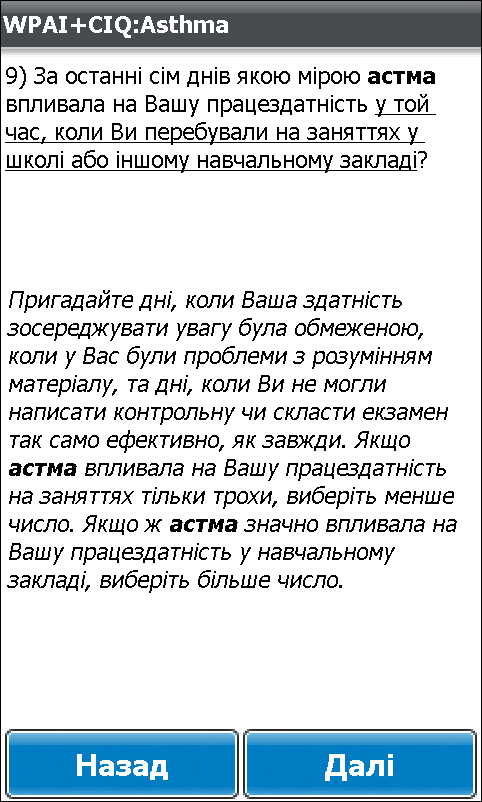 WPAI+CIQ:Asthma
9) За останні сім днів якою мірою астма
впливала на Вашу працездатність у той
час, коли Ви перебували на заняттях у
школі або іншому навчальному закладі?
Пригадайте дні, коли Ваша здатність
зосереджувати увагу була обмеженою,
коли у Вас були проблеми з розумінням
матеріалу, та дні, коли Ви не могли
написати контрольну чи скласти екзамен
так само ефективно, як завжди. Якщо
астма впливала на Вашу працездатність
на заняттях тільки трохи, виберіть менше
число. Якщо ж астма значно впливала на
Вашу працездатність у навчальному
закладі, виберіть більше число.
Назад Далі